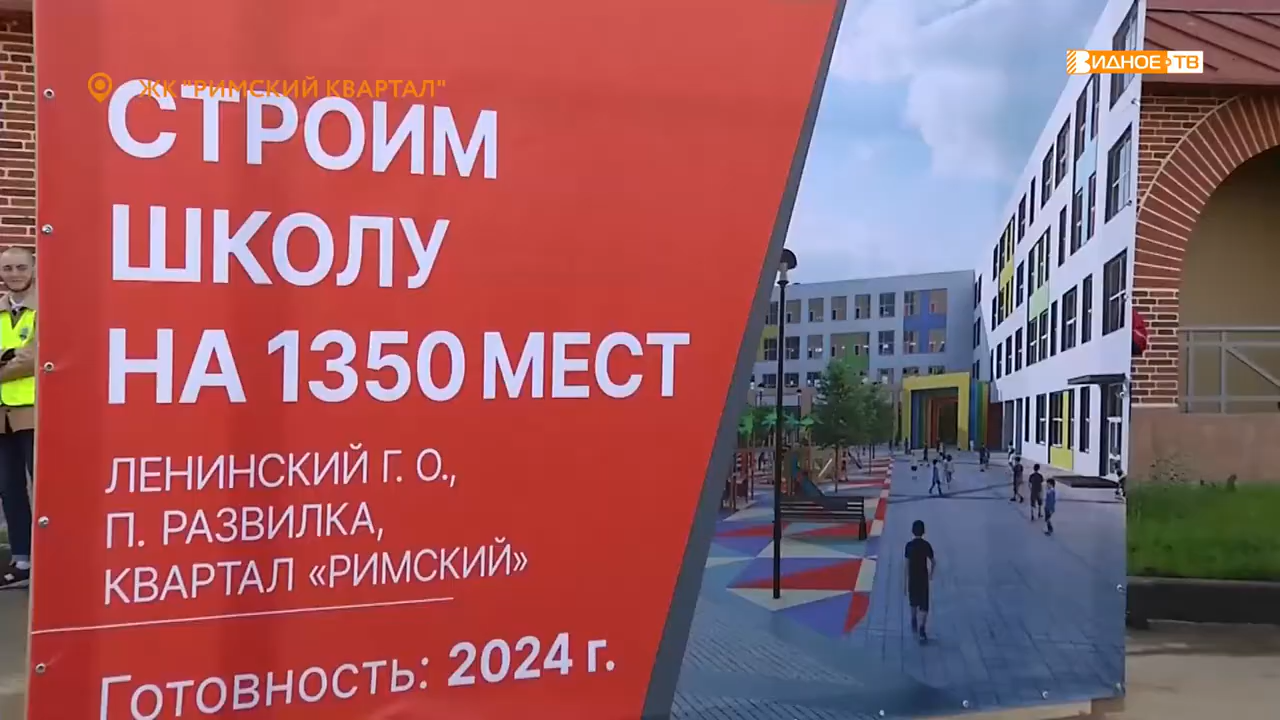 ЖК "РИМСКИЙ КВАРТАЛ"
ВИДНОЕ-ТВ
СТРОИМ
ШКОЛУ
НА 1350 МЕСТ
ЛЕНИНСКИЙ Г. О.,
П. РАЗВИЛКА,
КВАРТАЛ «РИМСКИЙ»
Готовность: 2024 г.